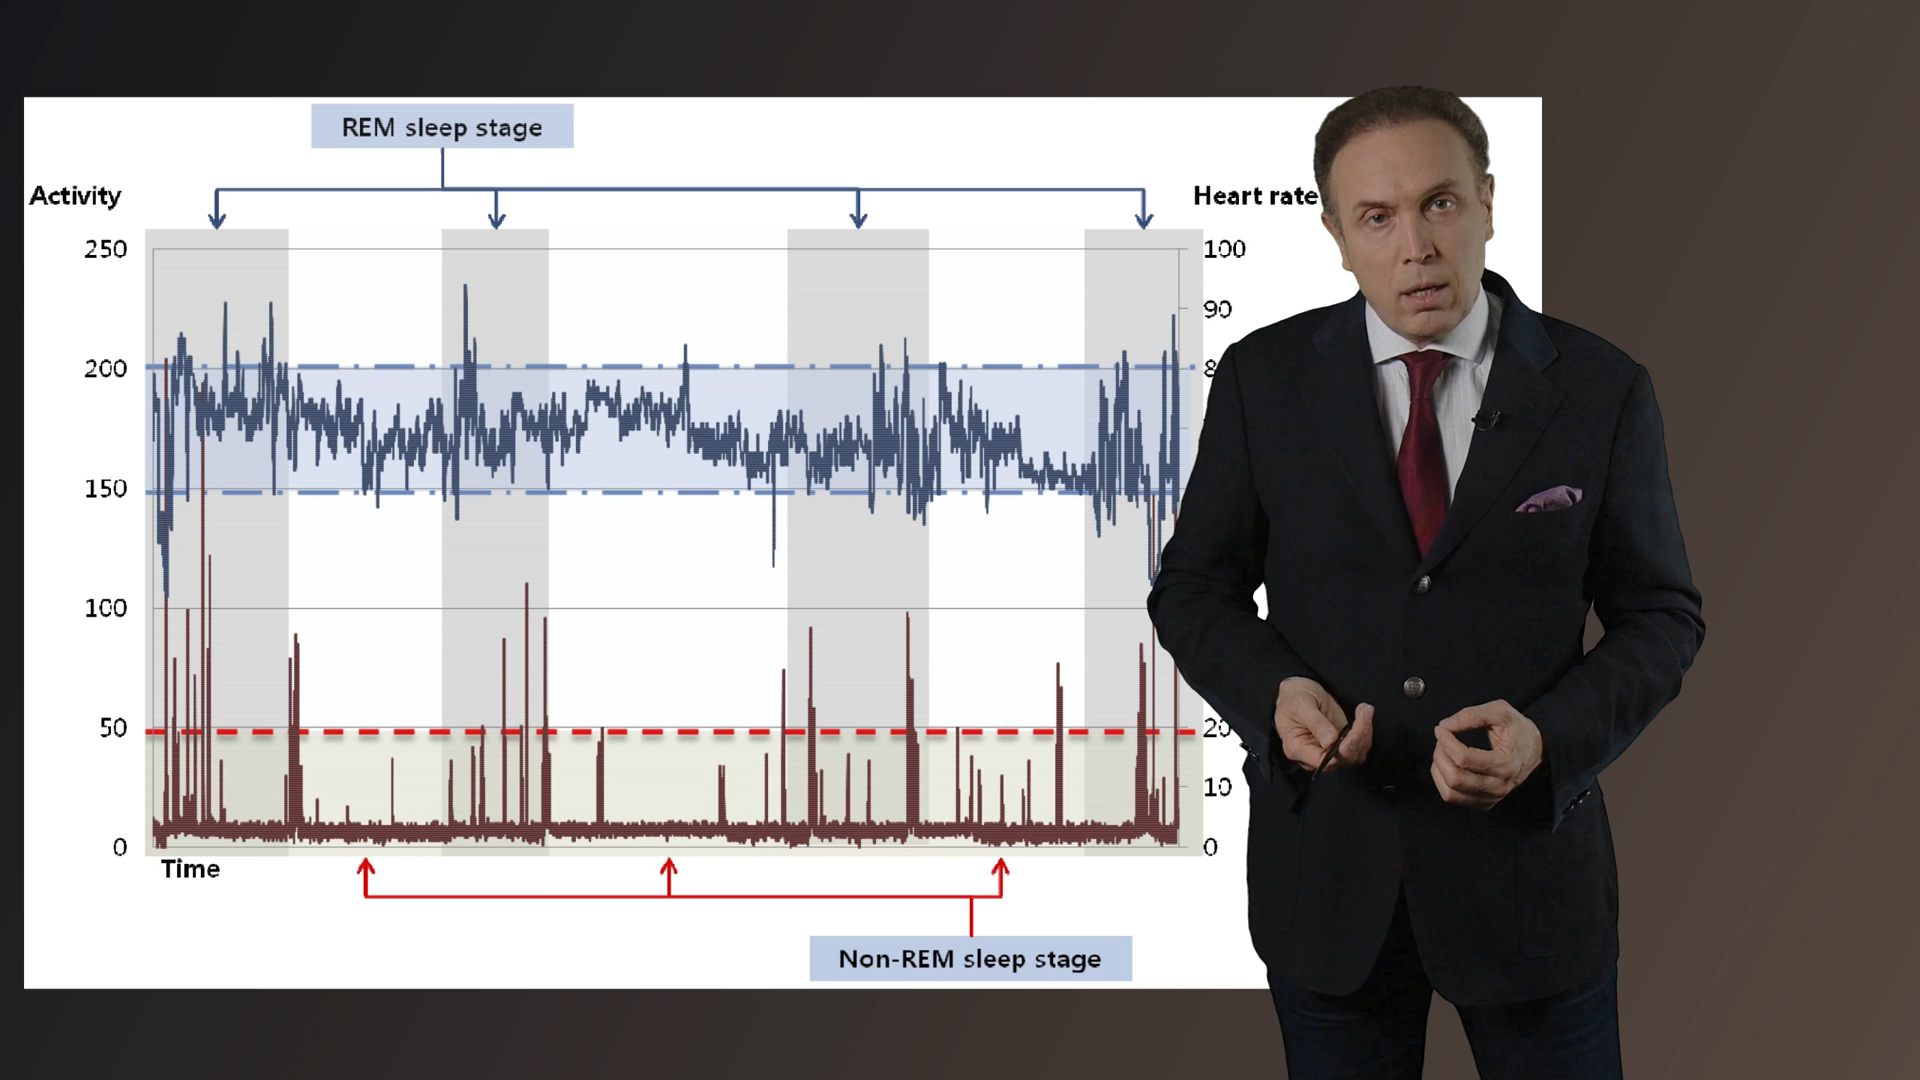 REM sleep stage
Activity
Heart rate
250
200
150
100
50
0
100
90
20
10
0
Time
Non-REM sleep stage